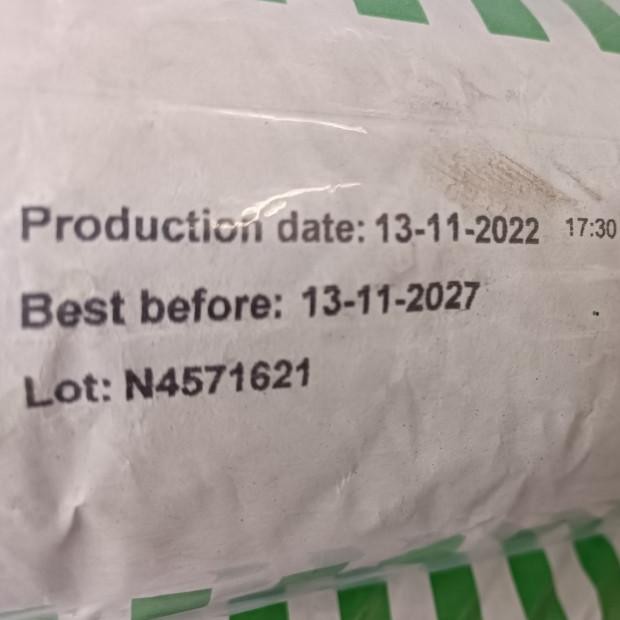 Production date: 13-11-2022 17:30
Best before: 13-11-2027
Lot: N4571621